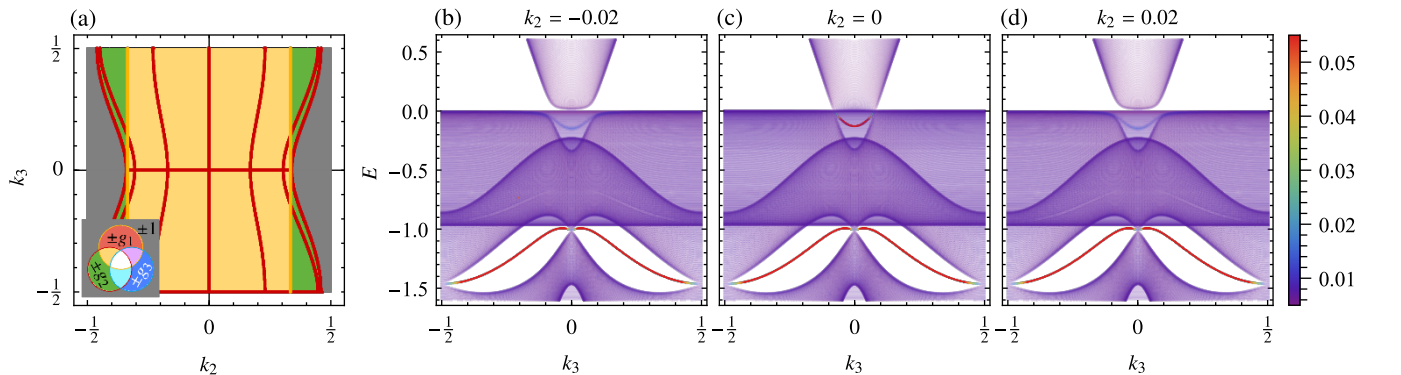 (a)
1/2
0
−1/2
k₃
−1/2
0
1/2
k₂
±1
±g₁
±g₂
±g₃
(b)
k₂ = −0.02
0.5
0.0
−0.5
−1.0
−1.5
E
−1/2
0
1/2
k₃
(c)
k₂ = 0
−1/2
0
1/2
k₃
(d)
k₂ = 0.02
−1/2
0
1/2
k₃
0.05
0.04
0.03
0.02
0.01